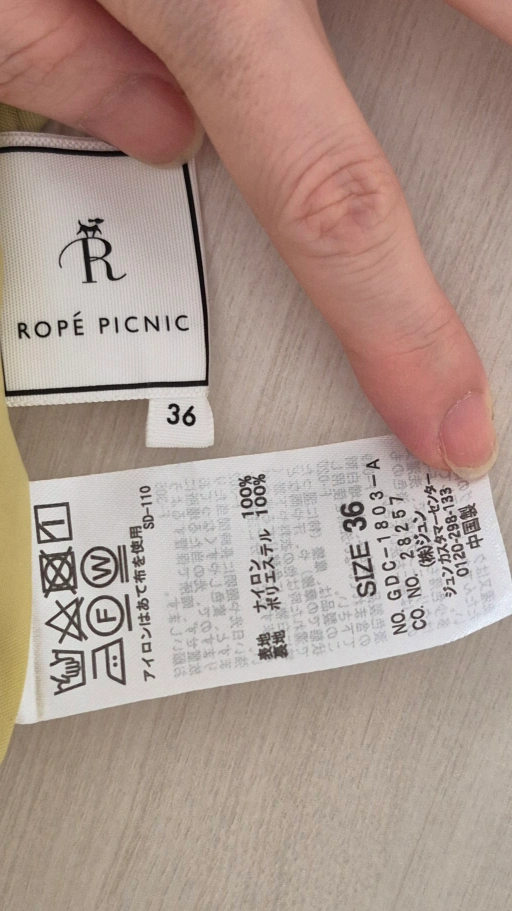 R
ROPÉ PICNIC
36
F W
アイロンはあて布を使用
SD-110
表地 ナイロン 100%
裏地 ポリエステル 100%
SIZE 36
NO. GDC-1803-A
CO. NO. 28257
(株)ジュン
ジュンカスタマーセンター
0120-298-133
中国製